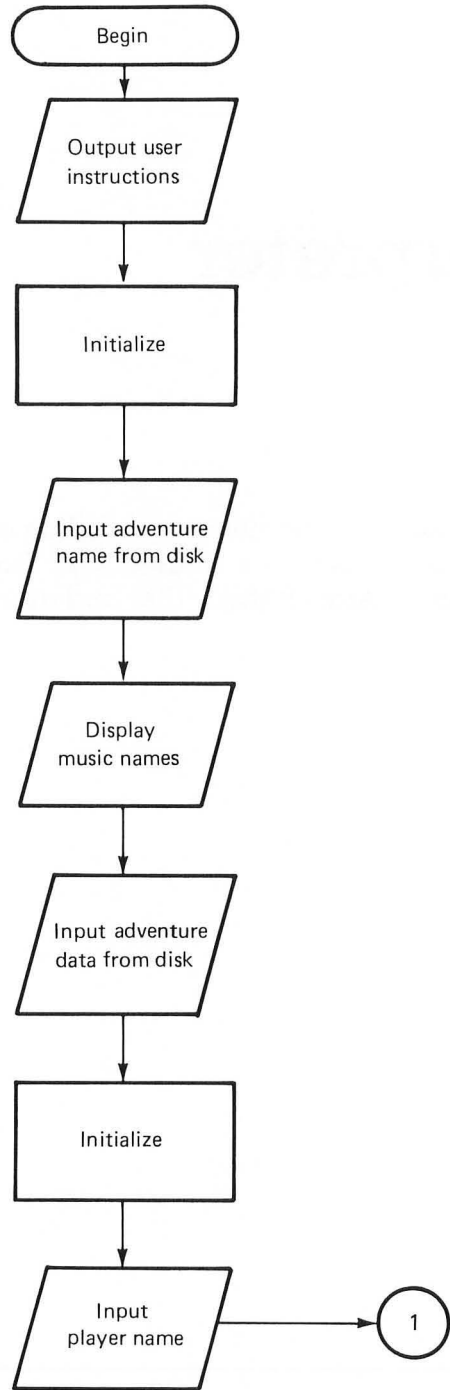 Begin
Output user
instructions
Initialize
Input adventure
name from disk
Display
music names
Input adventure
data from disk
Initialize
Input
player name
1